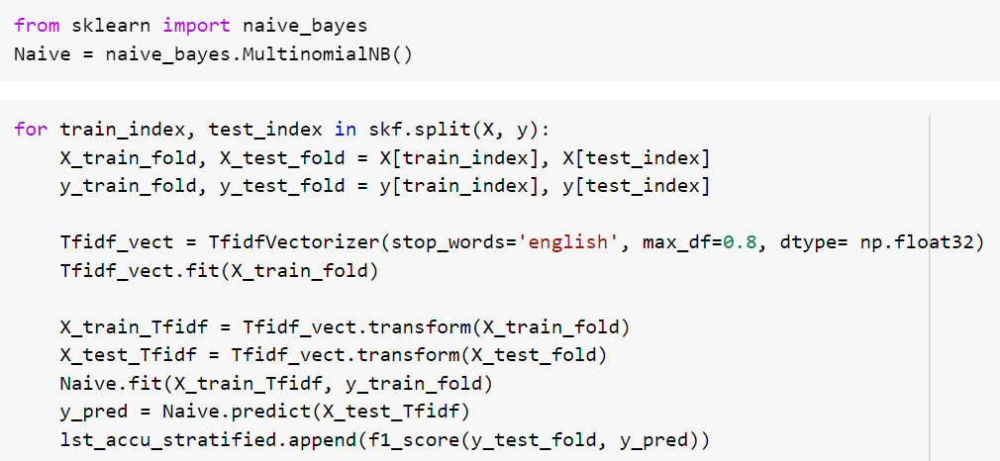 from sklearn import naive_bayes
Naive = naive_bayes.MultinomialNB()
for train_index, test_index in skf.split(X, y):
    X_train_fold, X_test_fold = X[train_index], X[test_index]
    y_train_fold, y_test_fold = y[train_index], y[test_index]
    Tfidf_vect = TfidfVectorizer(stop_words='english', max_df=0.8, dtype= np.float32)
    Tfidf_vect.fit(X_train_fold)
    X_train_Tfidf = Tfidf_vect.transform(X_train_fold)
    X_test_Tfidf = Tfidf_vect.transform(X_test_fold)
    Naive.fit(X_train_Tfidf, y_train_fold)
    y_pred = Naive.predict(X_test_Tfidf)
    lst_accu_stratified.append(f1_score(y_test_fold, y_pred))